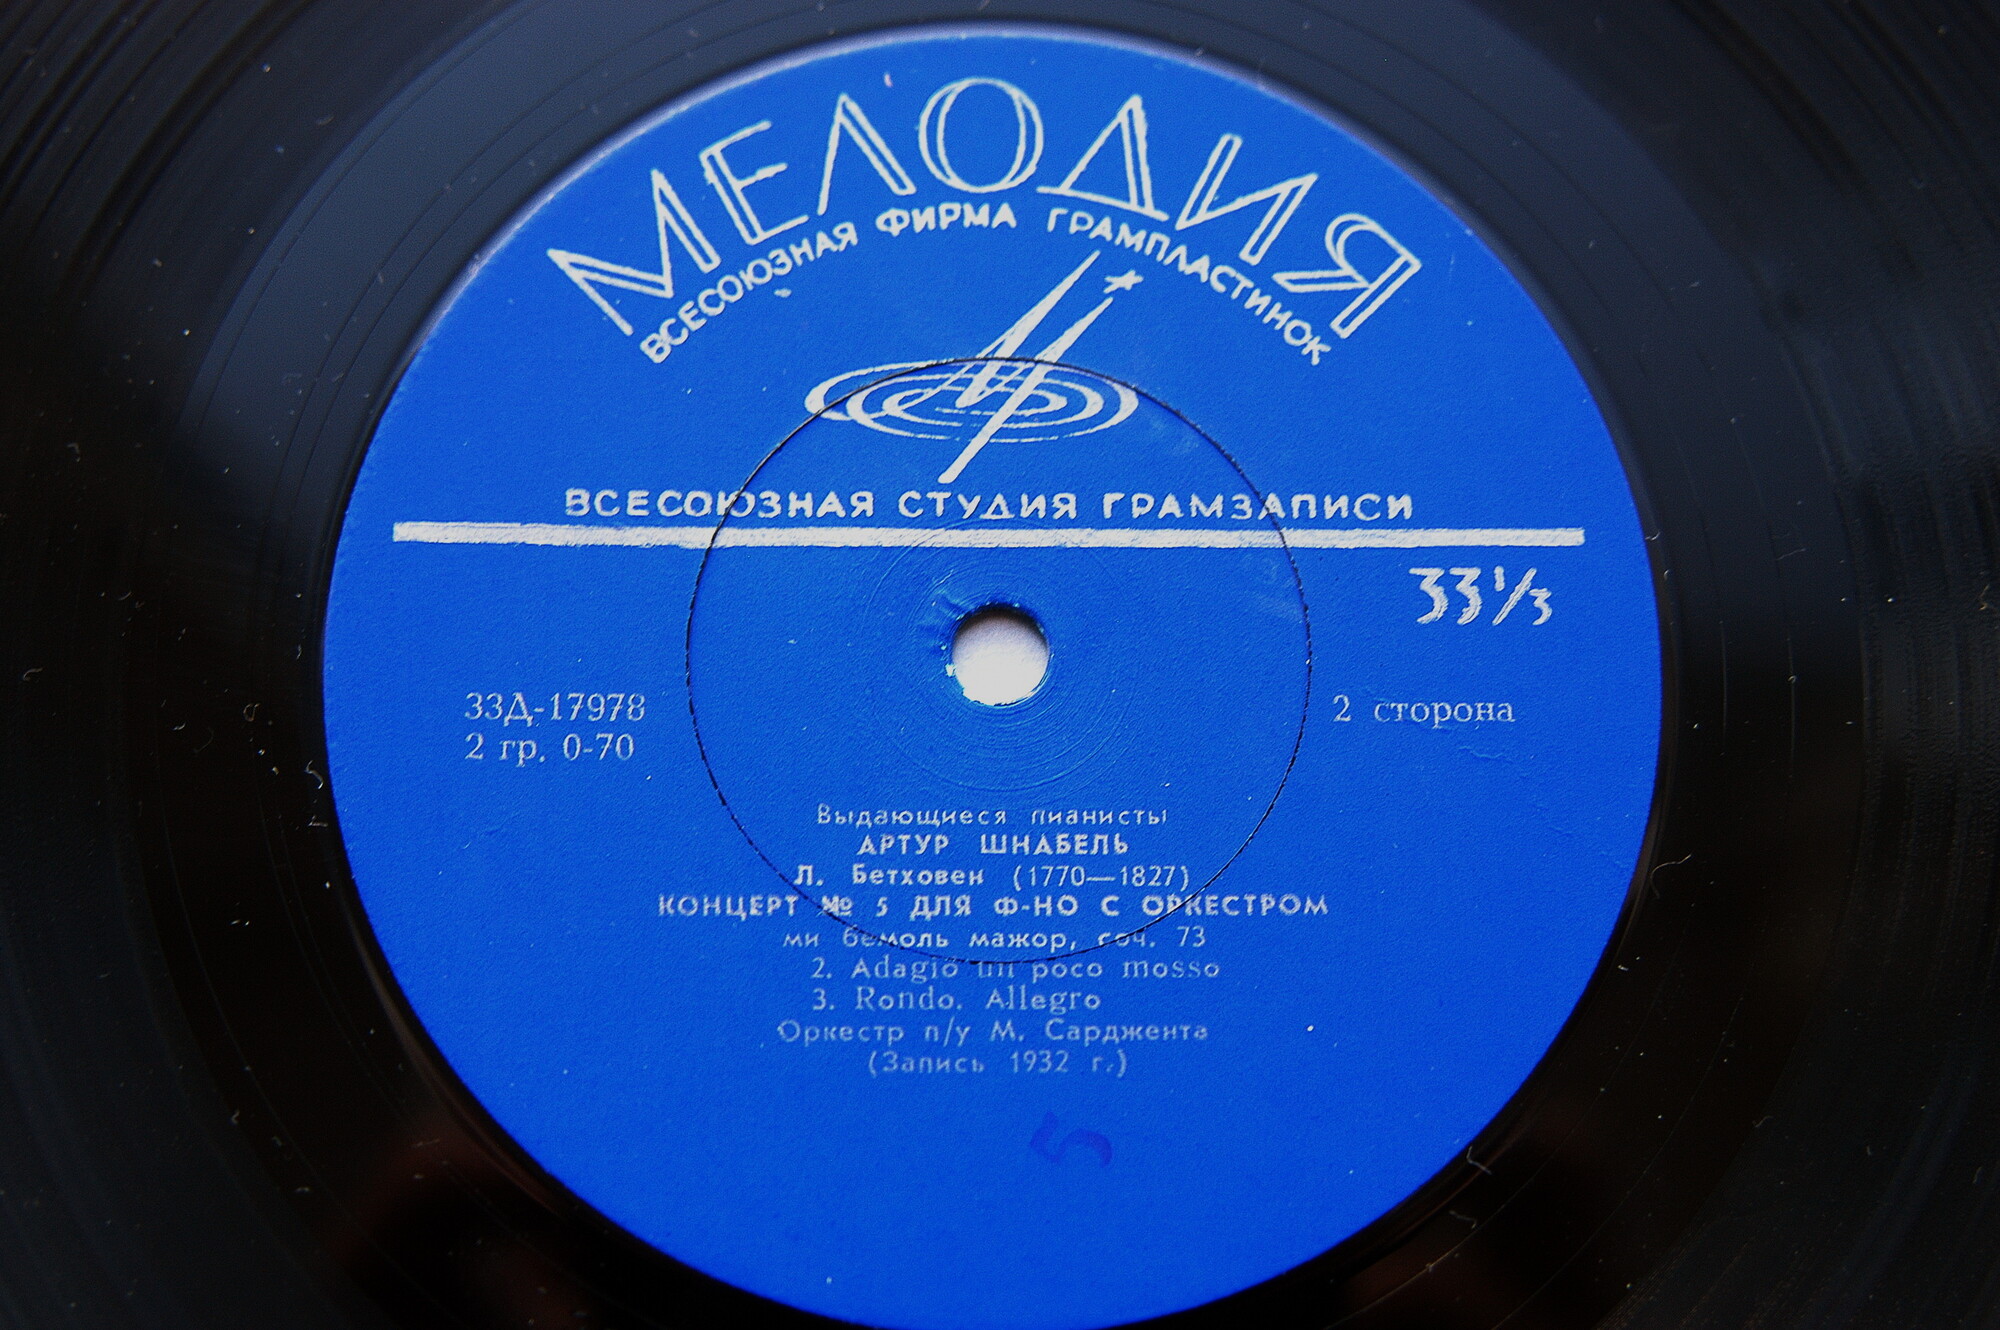 МЕЛОДИЯ
ВСЕСОЮЗНАЯ ФИРМА ГРАМПЛАСТИНОК
ВСЕСОЮЗНАЯ СТУДИЯ ГРАМЗАПИСИ
33 1/3
33Д-17978
2 гр. 0-70
2 сторона
Выдающиеся пианисты
АРТУР ШНАБЕЛЬ
Л. Бетховен (1770—1827)
КОНЦЕРТ № 5 ДЛЯ Ф-НО С ОРКЕСТРОМ
ми бемоль мажор, соч. 73
2. Adagio un poco mosso
3. Rondo. Allegro
Оркестр п/у М. Сарджента
(Запись 1932 г.)
5